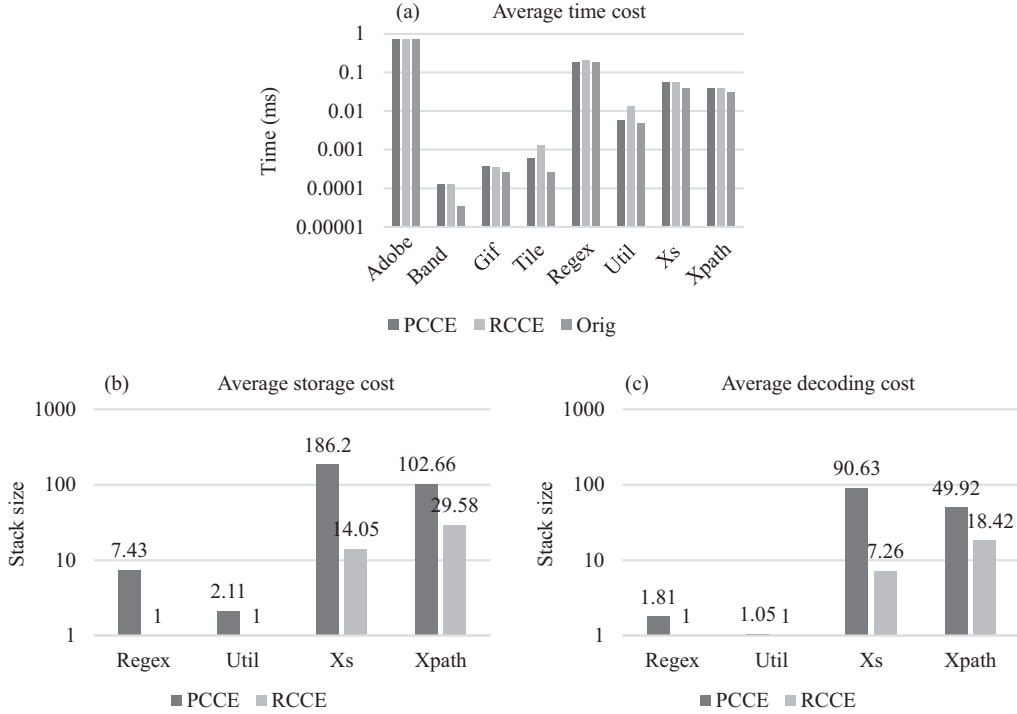 (a) Average time cost
1
0.1
0.01
0.001
0.0001
0.00001
Time (ms)
Adobe Band Gif Tile Regex Util Xs Xpath
PCCE RCCE Orig
(b) Average storage cost
1000
100
10
1
Stack size
7.43 1 2.11 1 186.2 14.05 102.66 29.58
Regex Util Xs Xpath
PCCE RCCE
(c) Average decoding cost
1000
100
10
1
Stack size
1.81 1 1.05 1 90.63 7.26 49.92 18.42
Regex Util Xs Xpath
PCCE RCCE